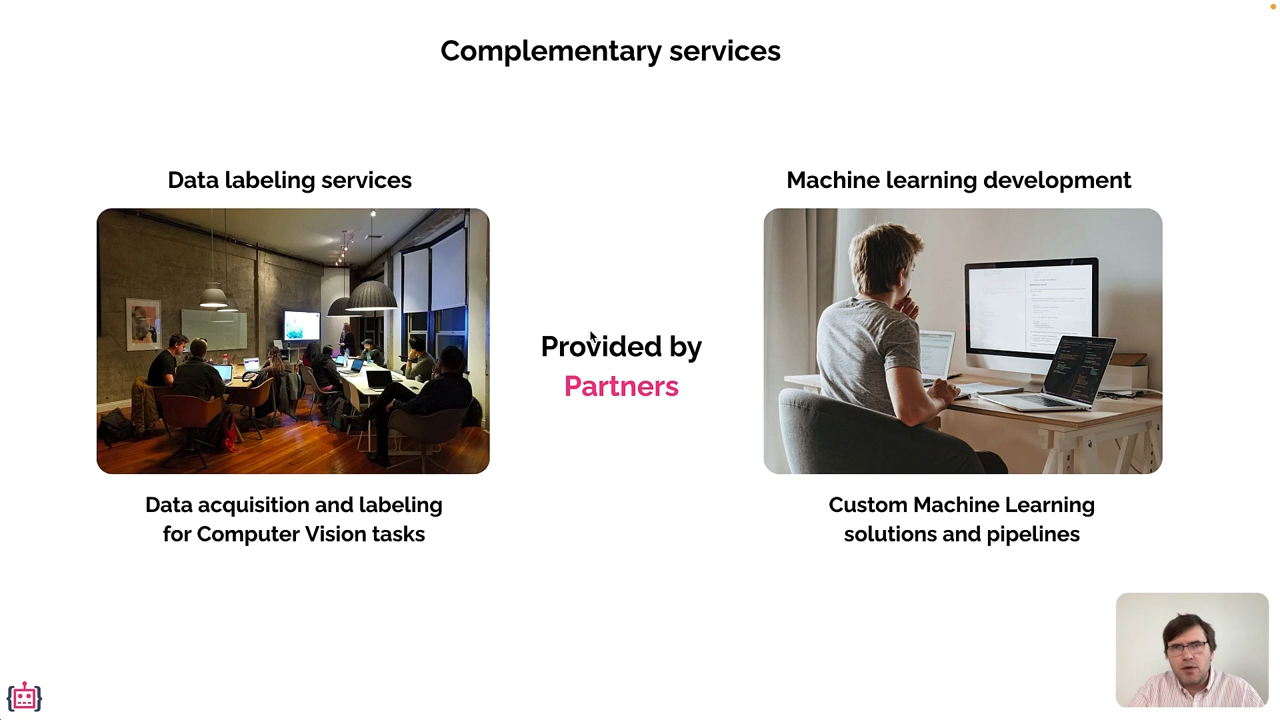 Complementary services
Data labeling services
Machine learning development
Provided by
Partners
Data acquisition and labeling
for Computer Vision tasks
Custom Machine Learning
solutions and pipelines